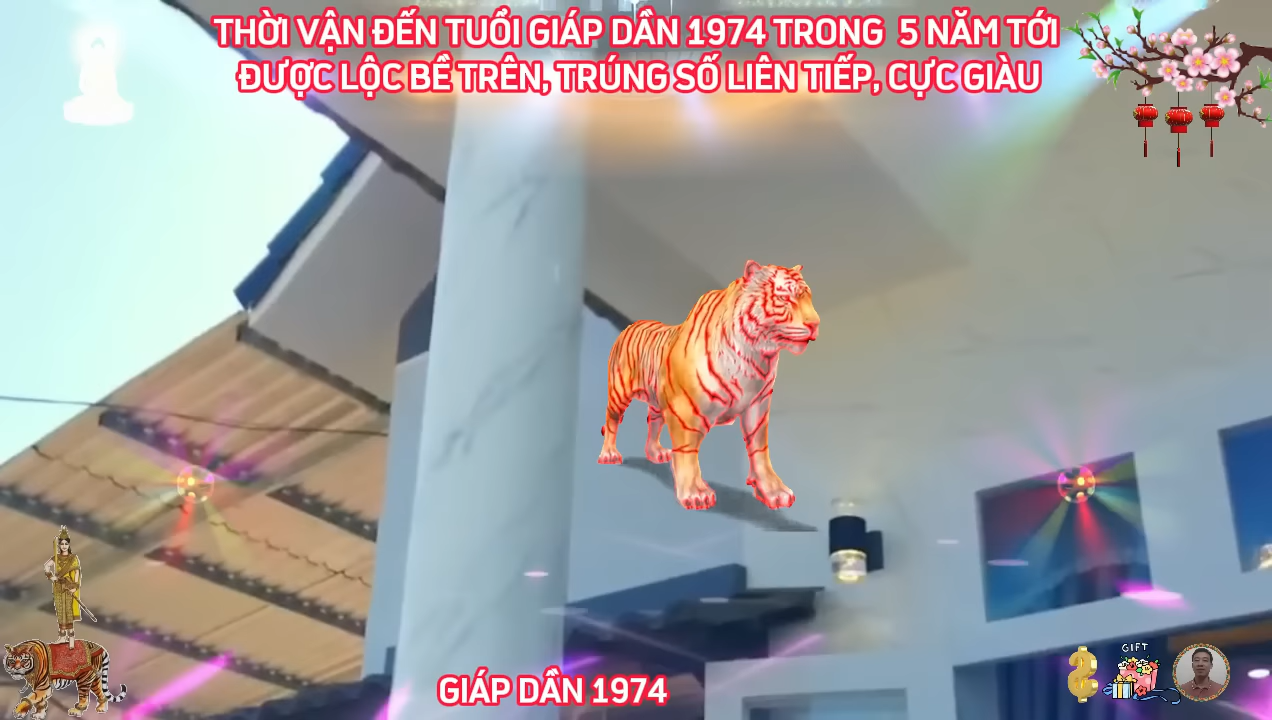 THỜI VẬN ĐẾN TUỔI GIÁP DẦN 1974 TRONG 5 NĂM TỚI
ĐƯỢC LỘC BỀ TRÊN, TRÚNG SỐ LIÊN TIẾP, CỰC GIÀU
GIFT
GIÁP DẦN 1974